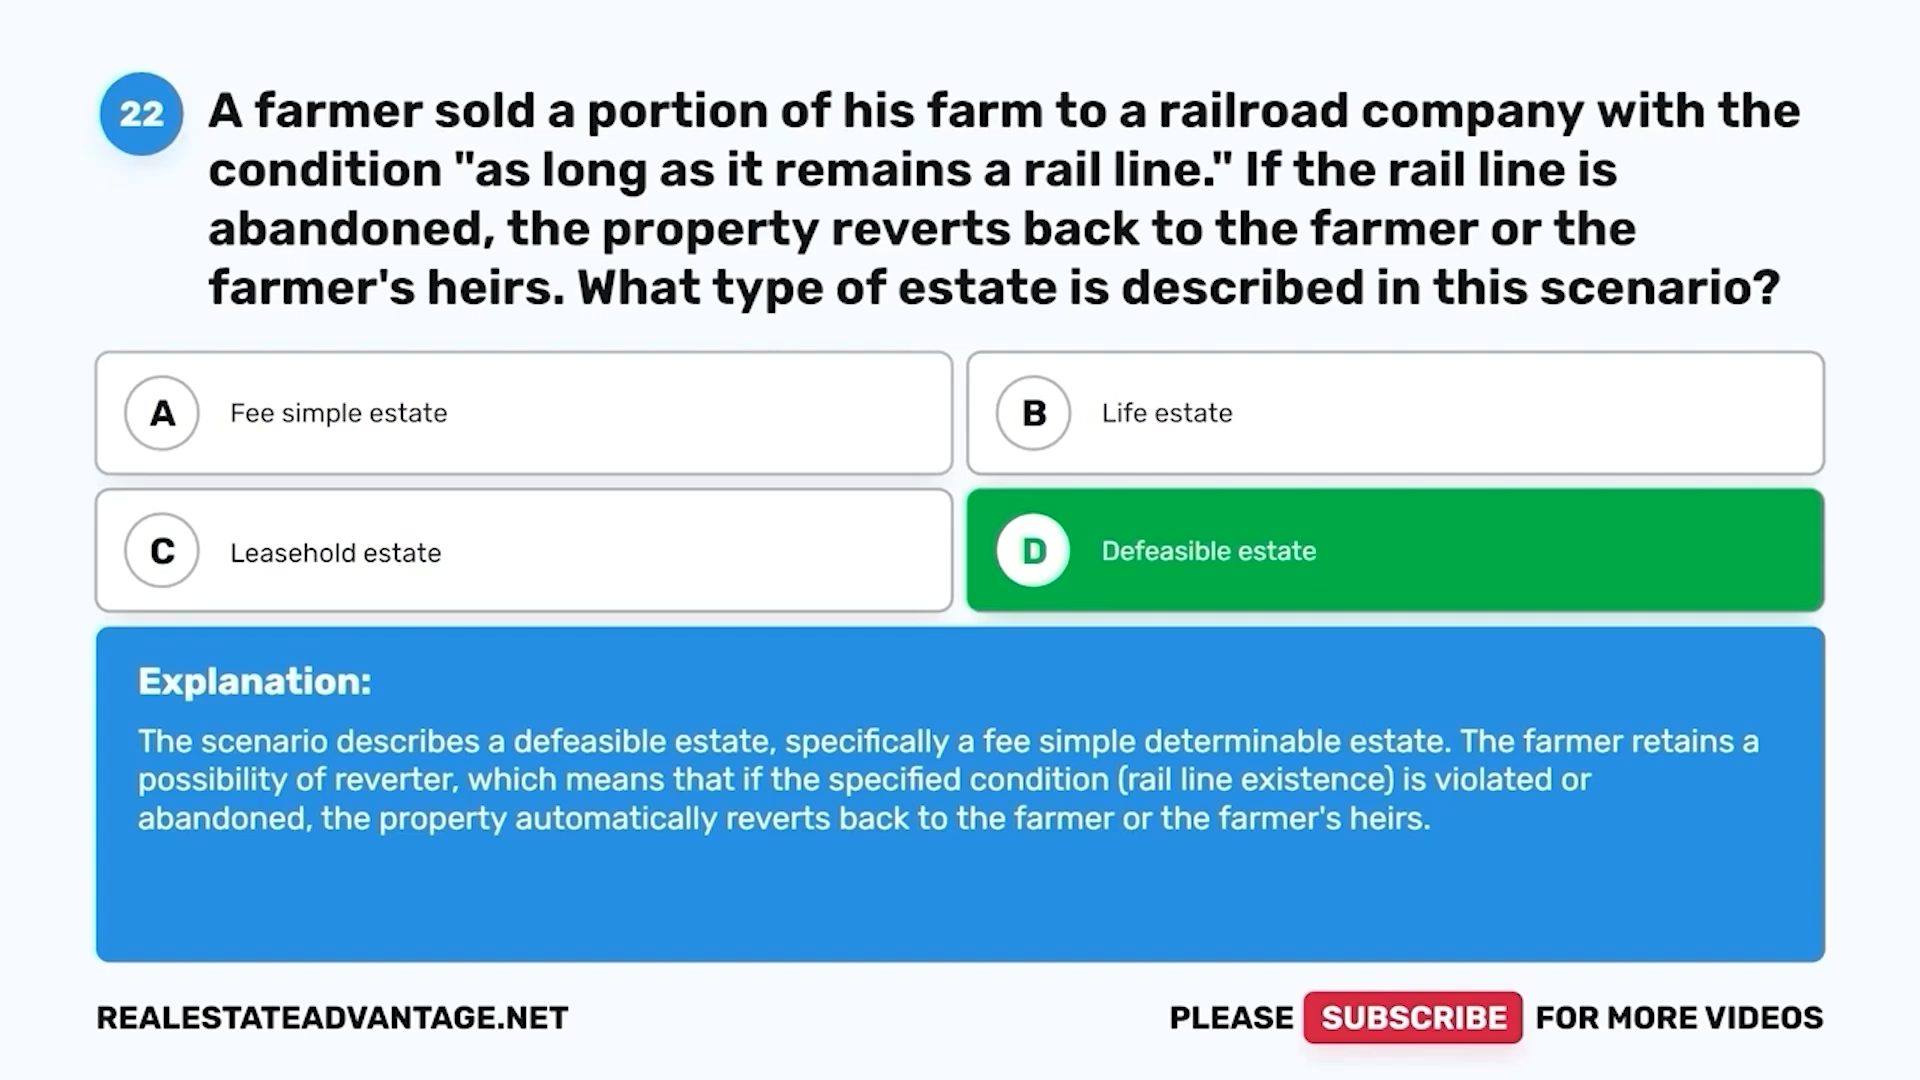 22
A farmer sold a portion of his farm to a railroad company with the
condition "as long as it remains a rail line." If the rail line is
abandoned, the property reverts back to the farmer or the
farmer's heirs. What type of estate is described in this scenario?
A Fee simple estate
B Life estate
C Leasehold estate
D Defeasible estate
Explanation:
The scenario describes a defeasible estate, specifically a fee simple determinable estate. The farmer retains a
possibility of reverter, which means that if the specified condition (rail line existence) is violated or
abandoned, the property automatically reverts back to the farmer or the farmer's heirs.
REALESTATEADVANTAGE.NET
PLEASE SUBSCRIBE FOR MORE VIDEOS